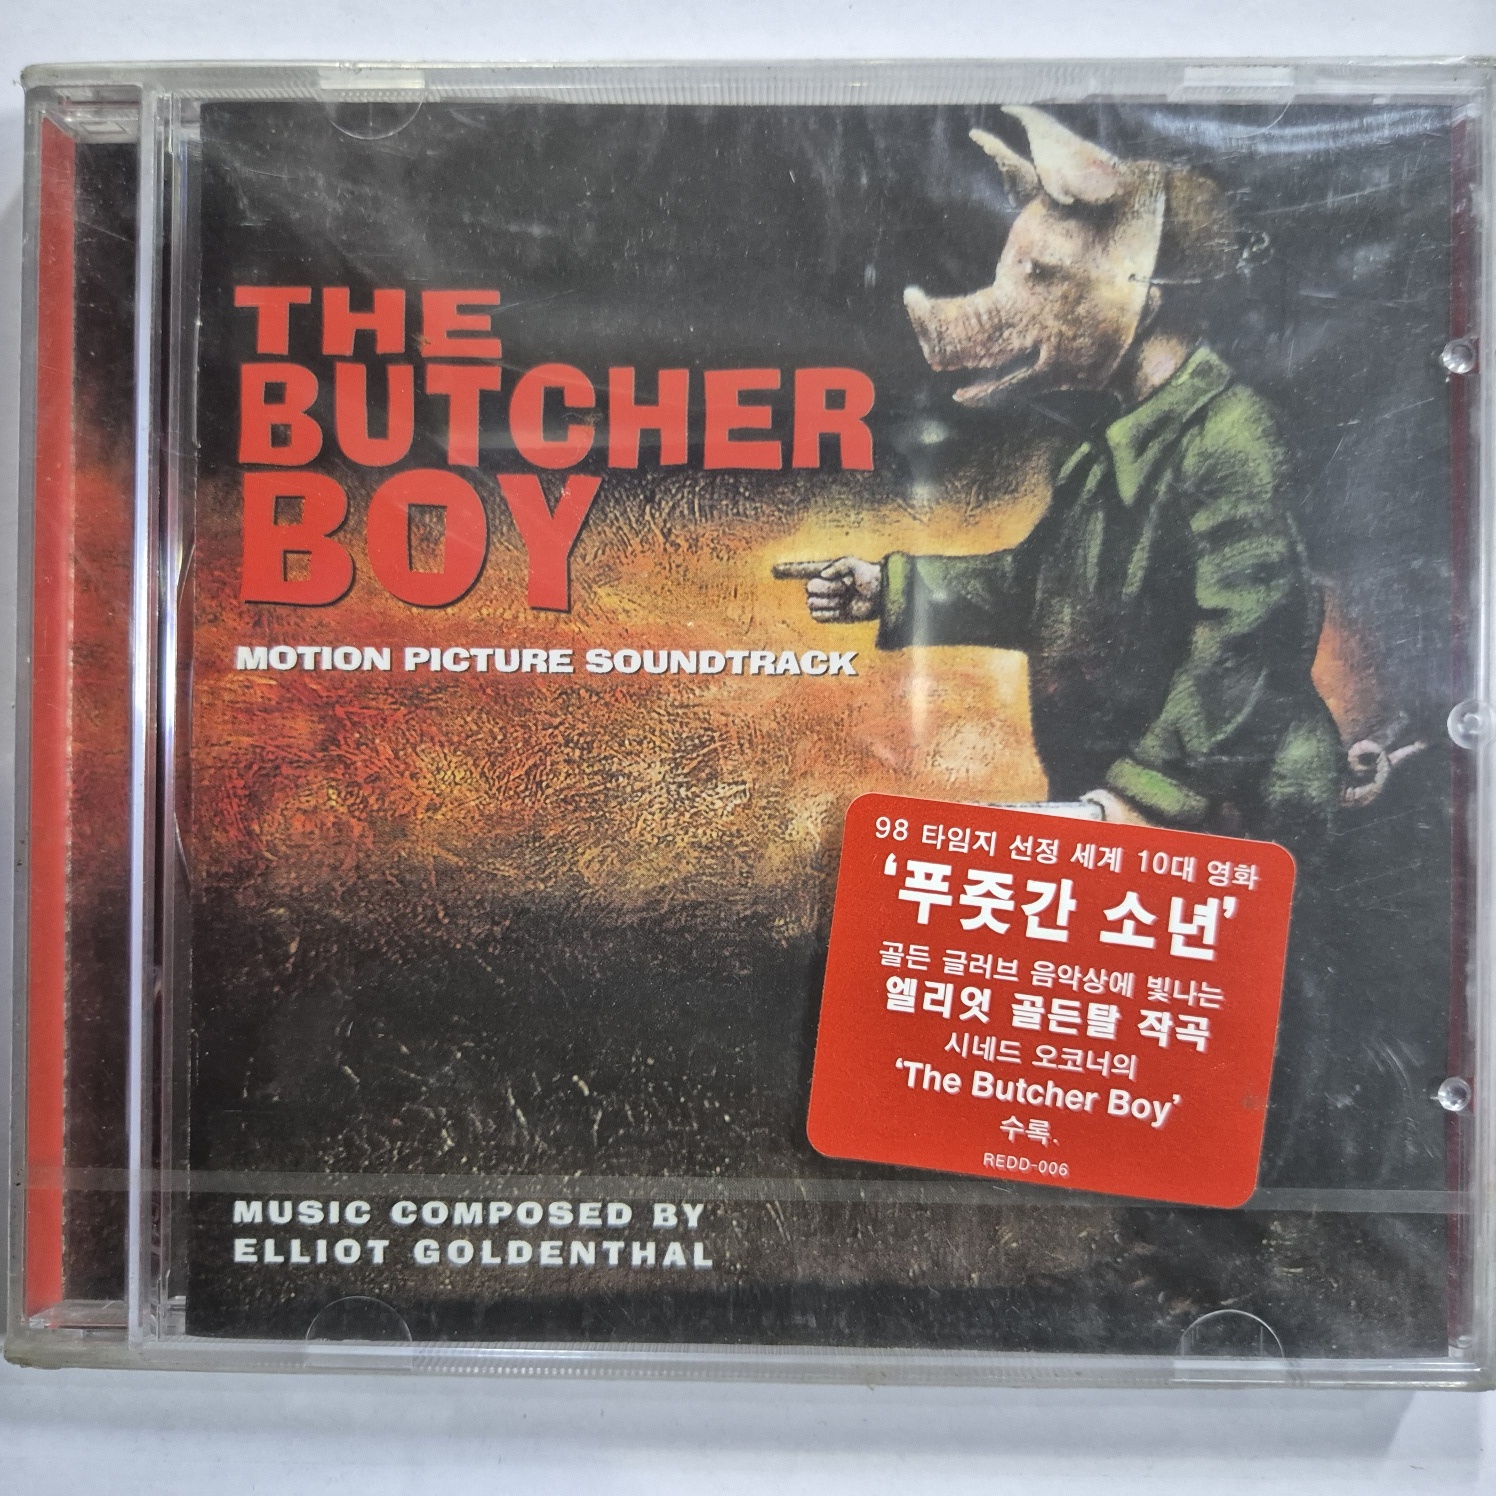 THE
BUTCHER
BOY
MOTION PICTURE SOUNDTRACK
98 타임지 선정 세계 10대 영화
‘푸줏간 소년’
골든 글러브 음악상에 빛나는
엘리엇 골든탈 작곡
시네드 오코너의
‘The Butcher Boy’
수록.
REDD-006
MUSIC COMPOSED BY
ELLIOT GOLDENTHAL